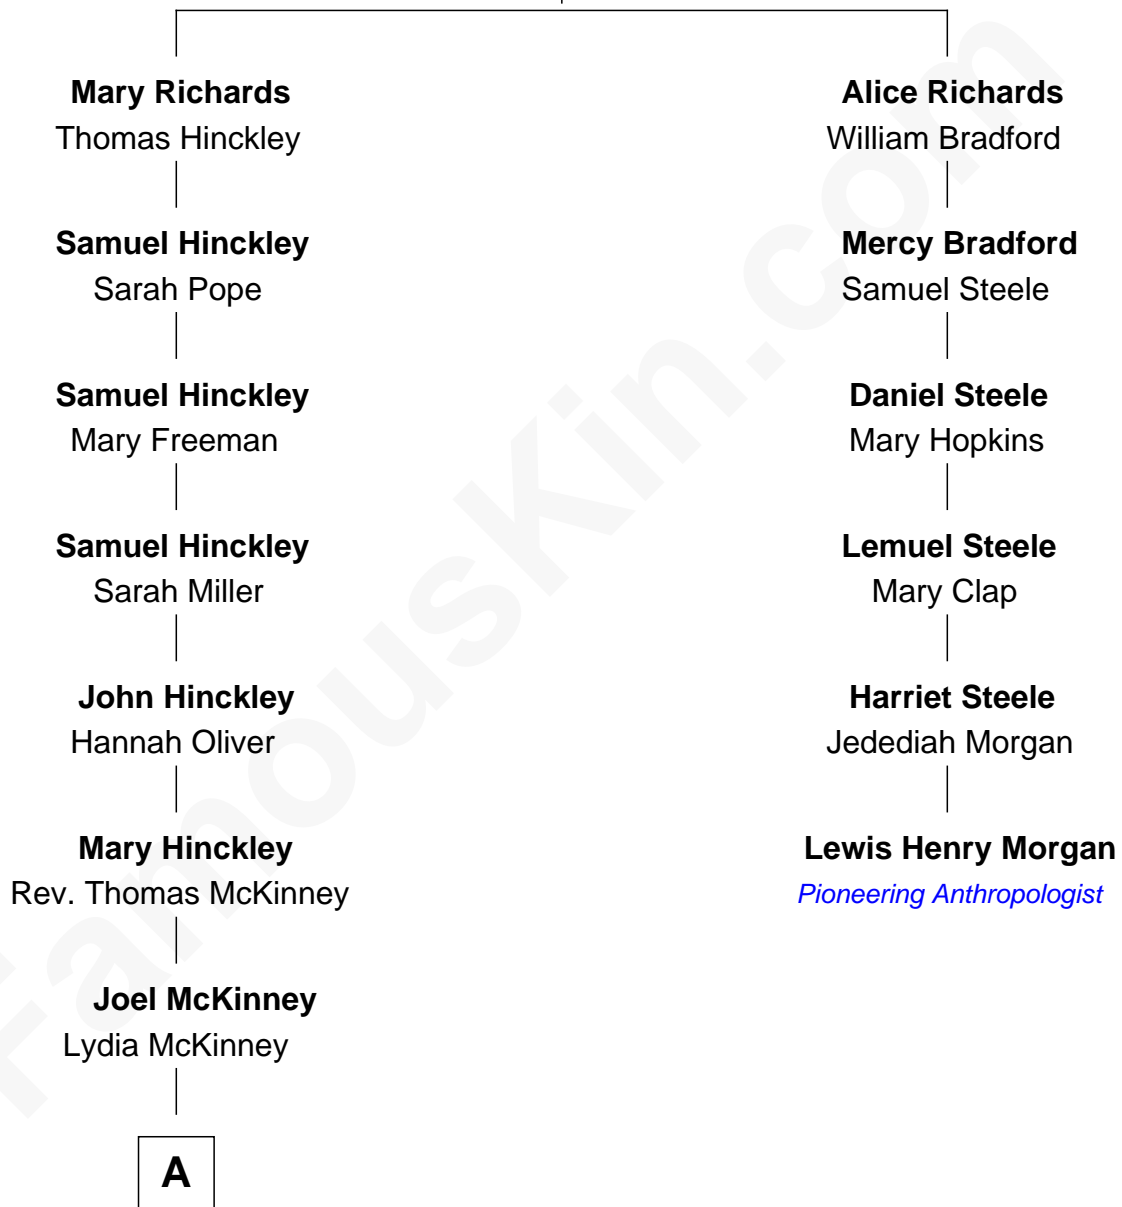 Mary Richards
Thomas Hinckley
Samuel Hinckley
Sarah Pope
Samuel Hinckley
Mary Freeman
Samuel Hinckley
Sarah Miller
John Hinckley
Hannah Oliver
Mary Hinckley
Rev. Thomas McKinney
Joel McKinney
Lydia McKinney
A
Alice Richards
William Bradford
Mercy Bradford
Samuel Steele
Daniel Steele
Mary Hopkins
Lemuel Steele
Mary Clap
Harriet Steele
Jedediah Morgan
Lewis Henry Morgan
Pioneering Anthropologist
FamousKin.com